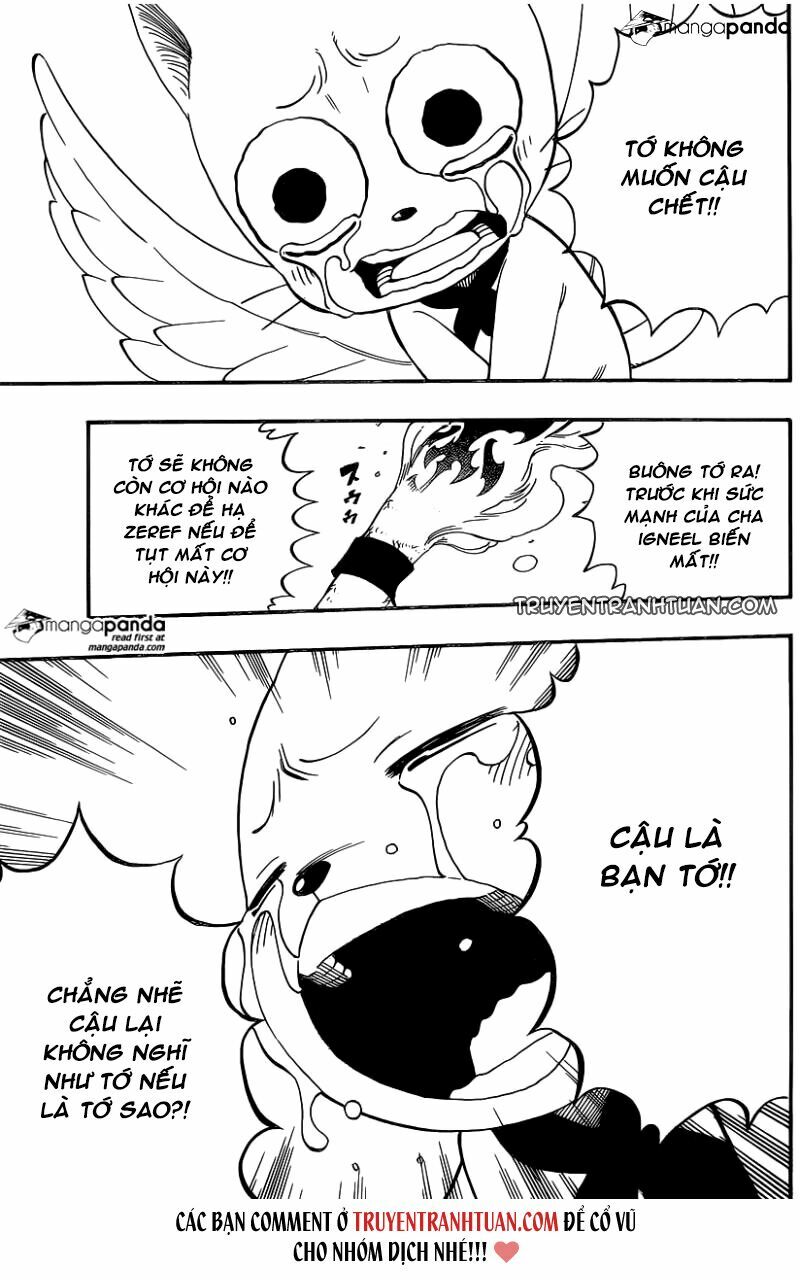 mangapanda
TỚ KHÔNG
MUỐN CẬU
CHẾT!!
BUÔNG TỚ RA!
TRƯỚC KHI SỨC
MẠNH CỦA CHA
IGNEEL BIẾN
MẤT!!
TỚ SẼ KHÔNG
CÒN CƠ HỘI NÀO
KHÁC ĐỂ HẠ
ZEREF NẾU ĐỂ
TỤT MẤT CƠ
HỘI NÀY!!
TRUYENTRANHTUAN.COM
mangapanda
read first at
mangapanda.com
CẬU LÀ
BẠN TỚ!!
CHẲNG NHẼ
CẬU LẠI
KHÔNG NGHĨ
NHƯ TỚ NẾU
LÀ TỚ SAO?!
CÁC BẠN COMMENT Ở TRUYENTRANHTUAN.COM ĐỂ CỔ VŨ
CHO NHÓM DỊCH NHÉ!!!